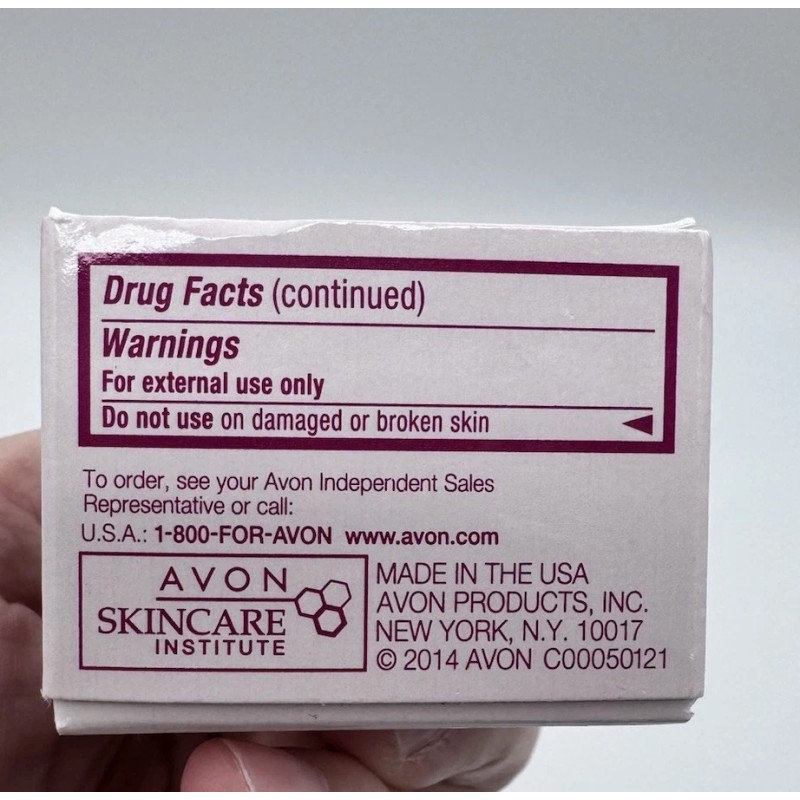 Drug Facts (continued)
Warnings
For external use only
Do not use on damaged or broken skin
To order, see your Avon Independent Sales
Representative or call:
U.S.A.: 1-800-FOR-AVON www.avon.com
AVON
SKINCARE
INSTITUTE
MADE IN THE USA
AVON PRODUCTS, INC.
NEW YORK, N.Y. 10017
© 2014 AVON C00050121